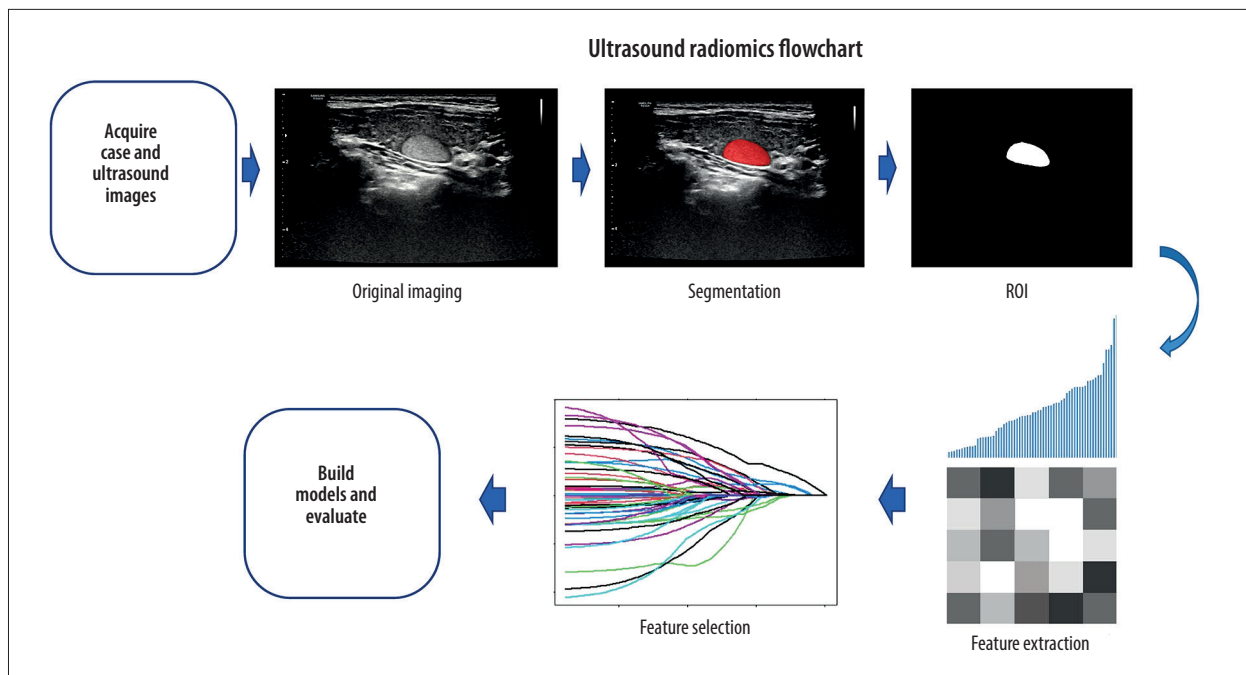 Ultrasound radiomics flowchart
Acquire
case and
ultrasound
images
Original imaging
Segmentation
ROI
Build
models and
evaluate
Feature selection
Feature extraction